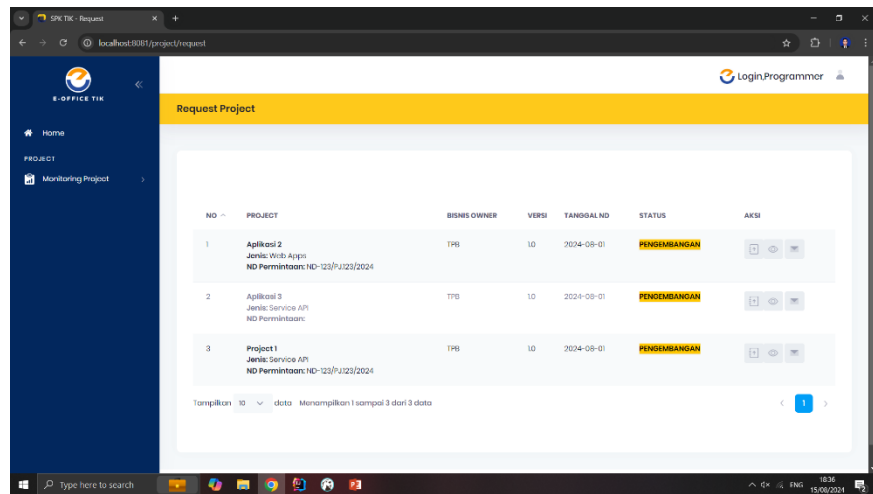 SPK TIK - Request
localhost:8081/project/request
E-OFFICE TIK
Login,Programmer
Request Project
Home
PROJECT
Monitoring Project
NO PROJECT BISNIS OWNER VERSI TANGGAL ND STATUS AKSI
1 Aplikasi 2 TPB 1.0 2024-08-01 PENGEMBANGAN
Jenis: Web Apps
ND Permintaan: ND-123/PJ.123/2024
2 Aplikasi 3 TPB 1.0 2024-08-01 PENGEMBANGAN
Jenis: Service API
ND Permintaan:
3 Project 1 TPB 1.0 2024-08-01 PENGEMBANGAN
Jenis: Service API
ND Permintaan: ND-123/PJ.123/2024
Tampilkan 10 data Menampilkan 1 sampai 3 dari 3 data
1
Type here to search
ENG
18:36
15/08/2024